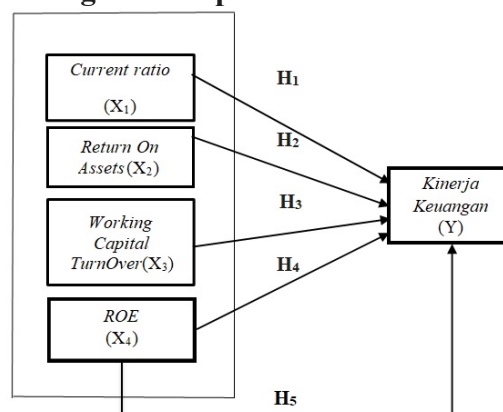 Current ratio
(X1)
H1
Return On
Assets(X2)
H2
Working
Capital
TurnOver(X3)
H3
ROE
(X4)
H4
Kinerja
Keuangan
(Y)
H5